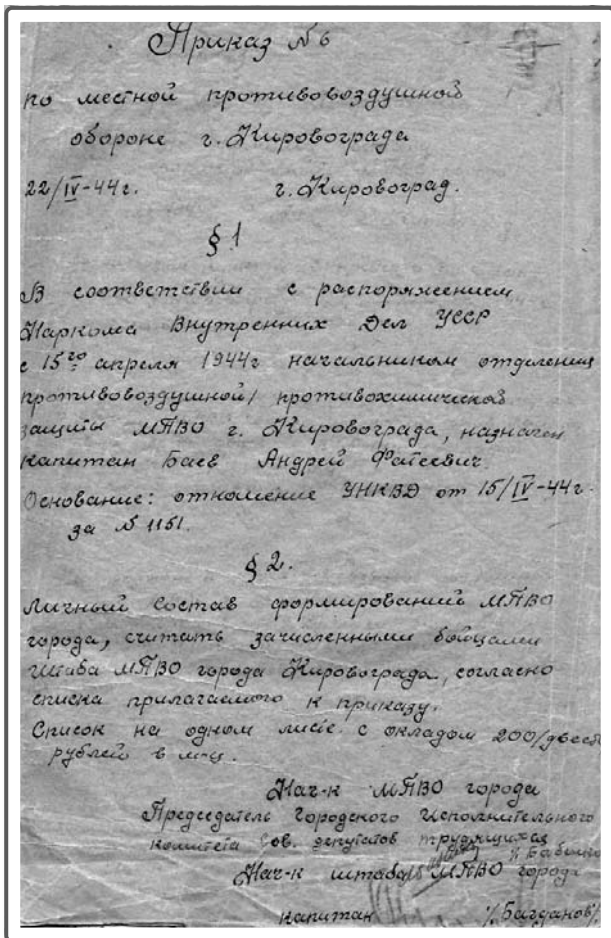 Приказ №6
по местной противовоздушной
обороне г. Кировограда
22/IV-44г. г. Кировоград.
§ 1
В соответствии с распоряжением
Наркома Внутренних Дел УССР
с 15го апреля 1944г начальником отделения
противовоздушной/противохимической
защиты МПВО г. Кировограда, назначен
капитан Баев Андрей Фатеевич
Основание: отношение УНКВД от 15/IV-44г.
за № 1151.
§ 2.
Личный состав формирований МПВО
города, считать зачисленными бойцами
штаба МПВО города Кировограда, согласно
списка прилагаемого к приказу.
Список на одном листе с окладом 200/двести
рублей в м-ц.
Нач-к МПВО города
Председатель Городского Исполнительного
комитета Сов. депутатов трудящихся
Нач-к штаба МПВО города
капитан /Багданов/